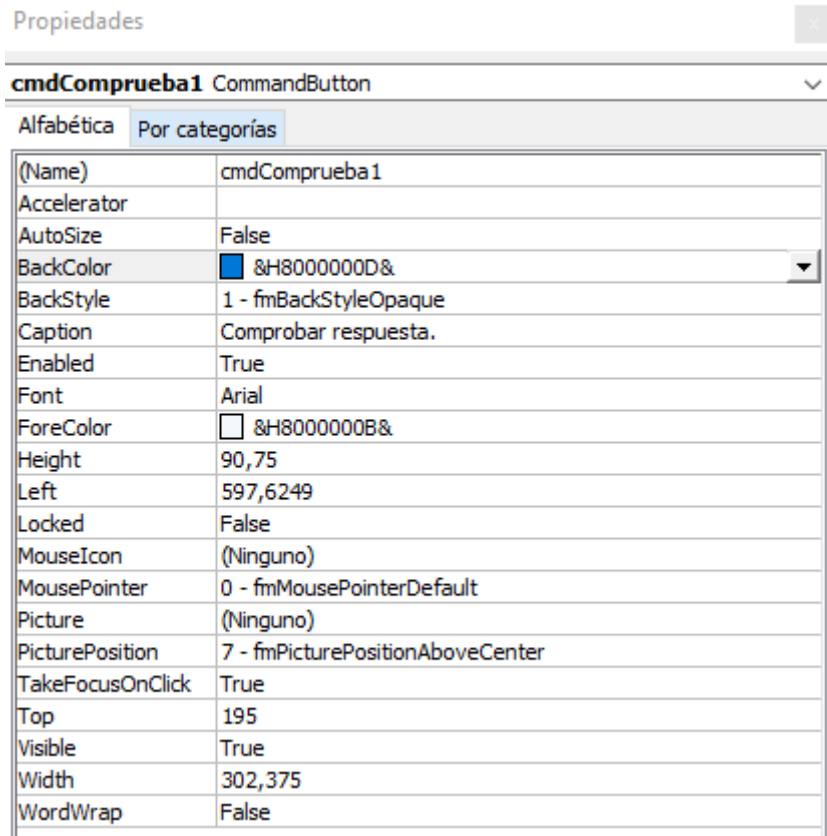 Propiedades
x
cmdComprueba1 CommandButton
Alfabética Por categorías
(Name) cmdComprueba1
Accelerator
AutoSize False
BackColor &H8000000D&
BackStyle 1 - fmBackStyleOpaque
Caption Comprobar respuesta.
Enabled True
Font Arial
ForeColor &H8000000B&
Height 90,75
Left 597,6249
Locked False
MouseIcon (Ninguno)
MousePointer 0 - fmMousePointerDefault
Picture (Ninguno)
PicturePosition 7 - fmPicturePositionAboveCenter
TakeFocusOnClick True
Top 195
Visible True
Width 302,375
WordWrap False